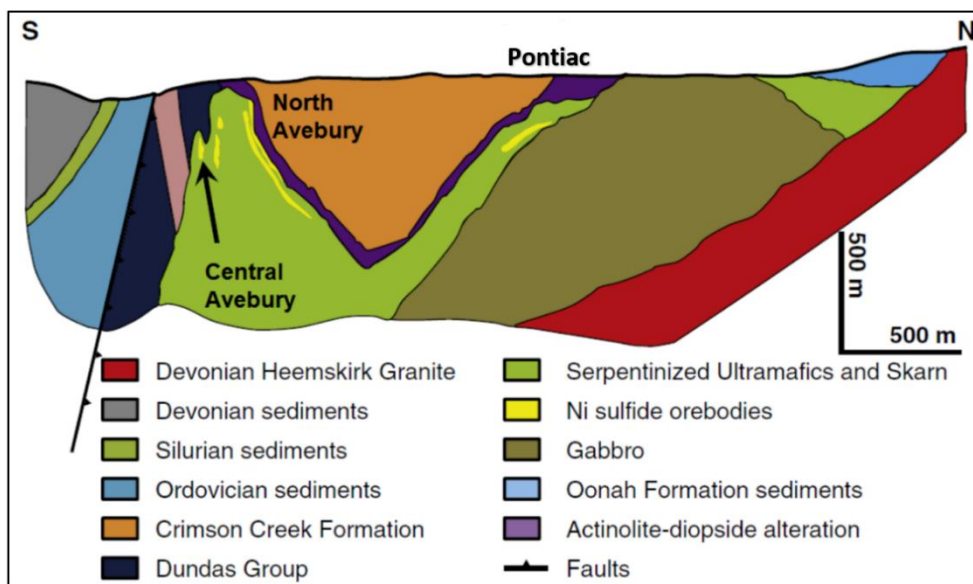 S
N
Pontiac
North
Avebury
Central
Avebury
500 m
500 m
Devonian Heemskirk Granite
Devonian sediments
Silurian sediments
Ordovician sediments
Crimson Creek Formation
Dundas Group
Serpentinized Ultramafics and Skarn
Ni sulfide orebodies
Gabbro
Oonah Formation sediments
Actinolite-diopside alteration
Faults